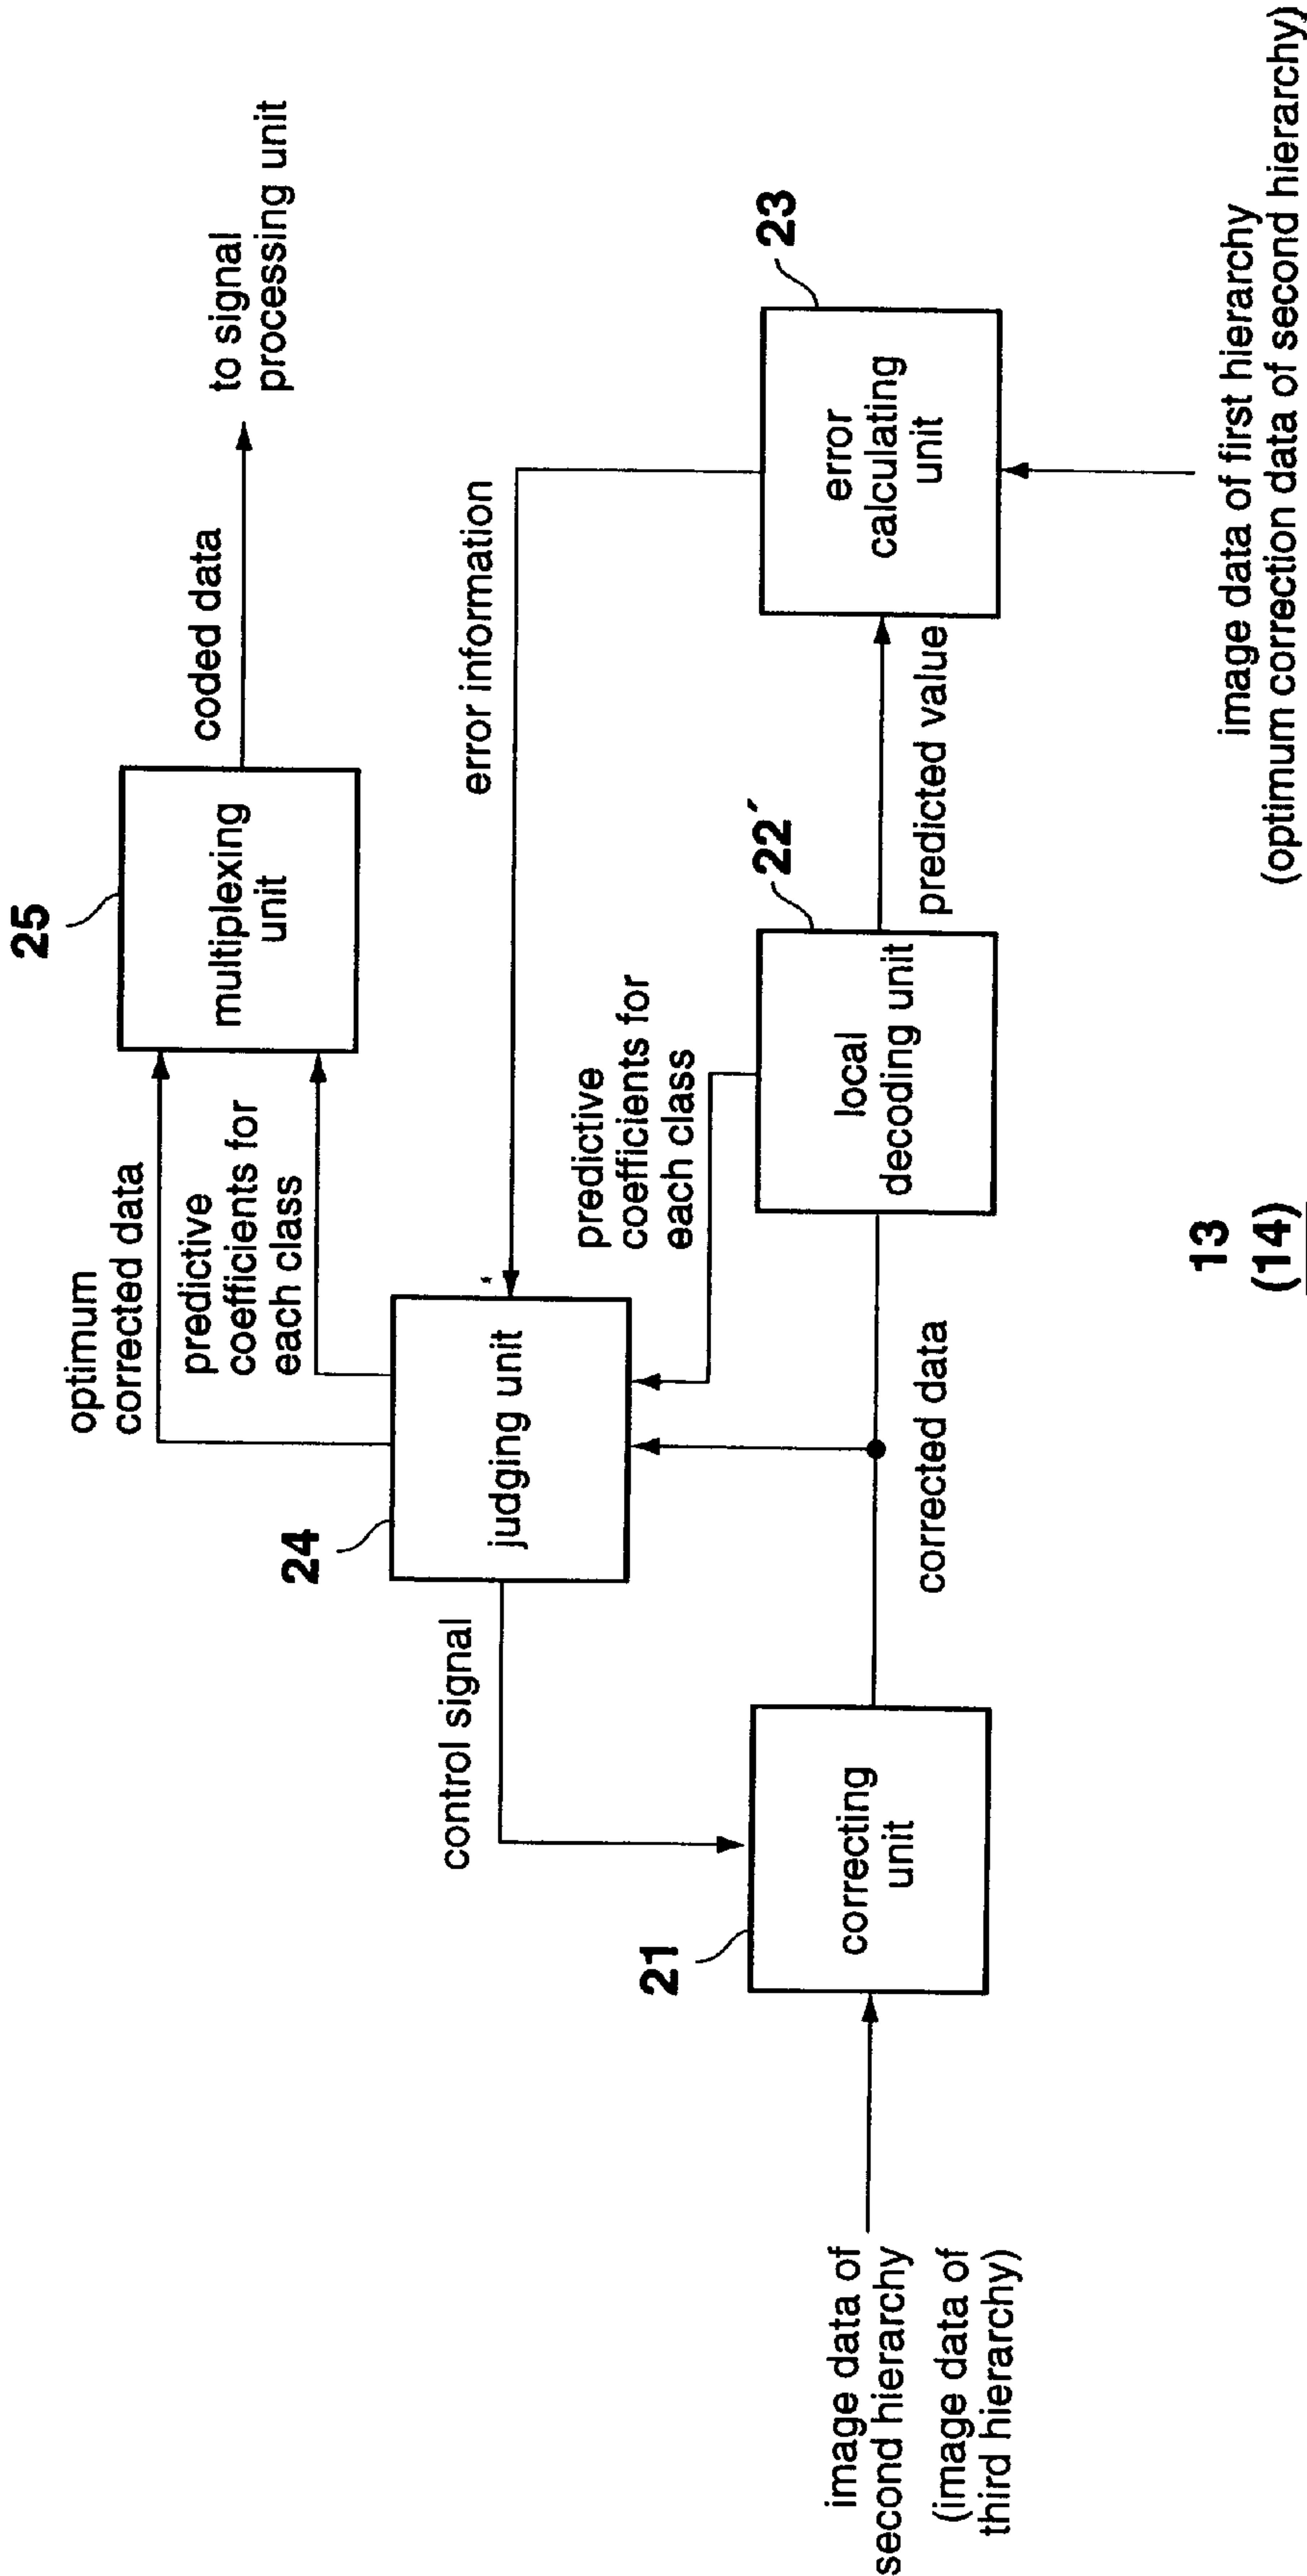 25
optimum
corrected data
predictive
coefficients for
each class
multiplexing
unit
coded data
to signal
processing unit
24
judging unit
control signal
error information
predictive
coefficients for
each class
21
correcting
unit
corrected data
22′
local
decoding unit
predicted value
23
error
calculating
unit
image data of
second hierarchy
(image data of
third hierarchy)
image data of first hierarchy
(optimum correction data of second hierarchy)
13
(14)